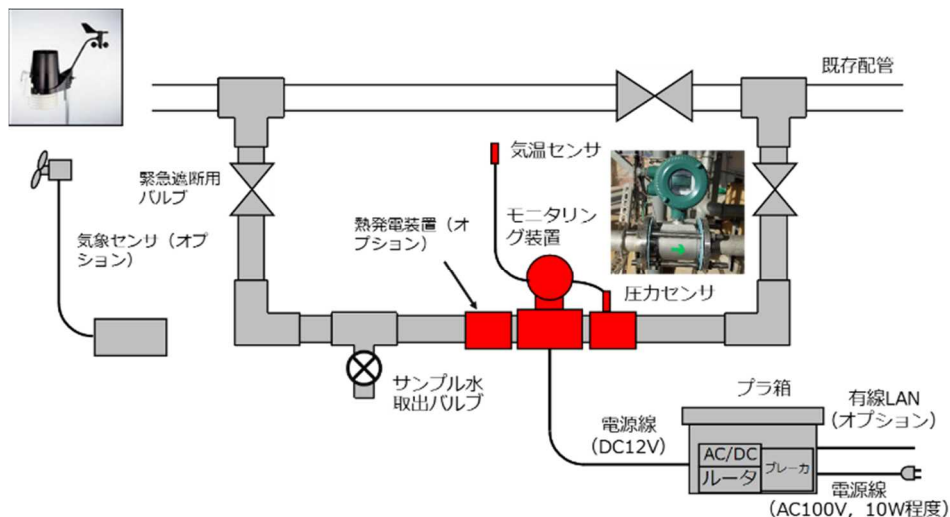 既存配管
気温センサ
緊急遮断用
バルブ
モニタリン
グ装置
熱発電装置（オ
プション）
気象センサ（オ
プション）
圧力センサ
サンプル水
取出バルブ
プラ箱
有線LAN
（オプション）
電源線
（DC12V）
AC/DC
ルータ
ブレーカ
電源線
（AC100V，10W程度）